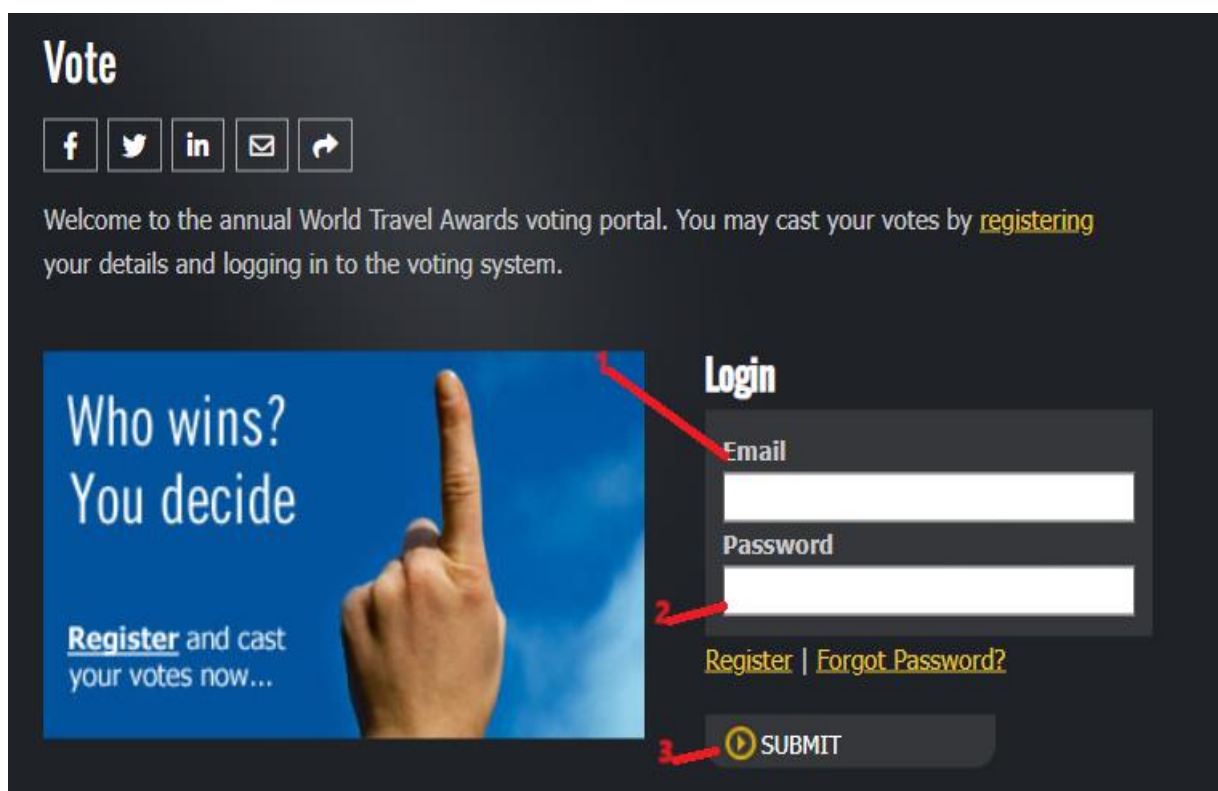 Vote
Welcome to the annual World Travel Awards voting portal. You may cast your votes by registering
your details and logging in to the voting system.
Who wins?
You decide
Register and cast
your votes now...
1
Login
Email
Password
2
Register | Forgot Password?
3
SUBMIT